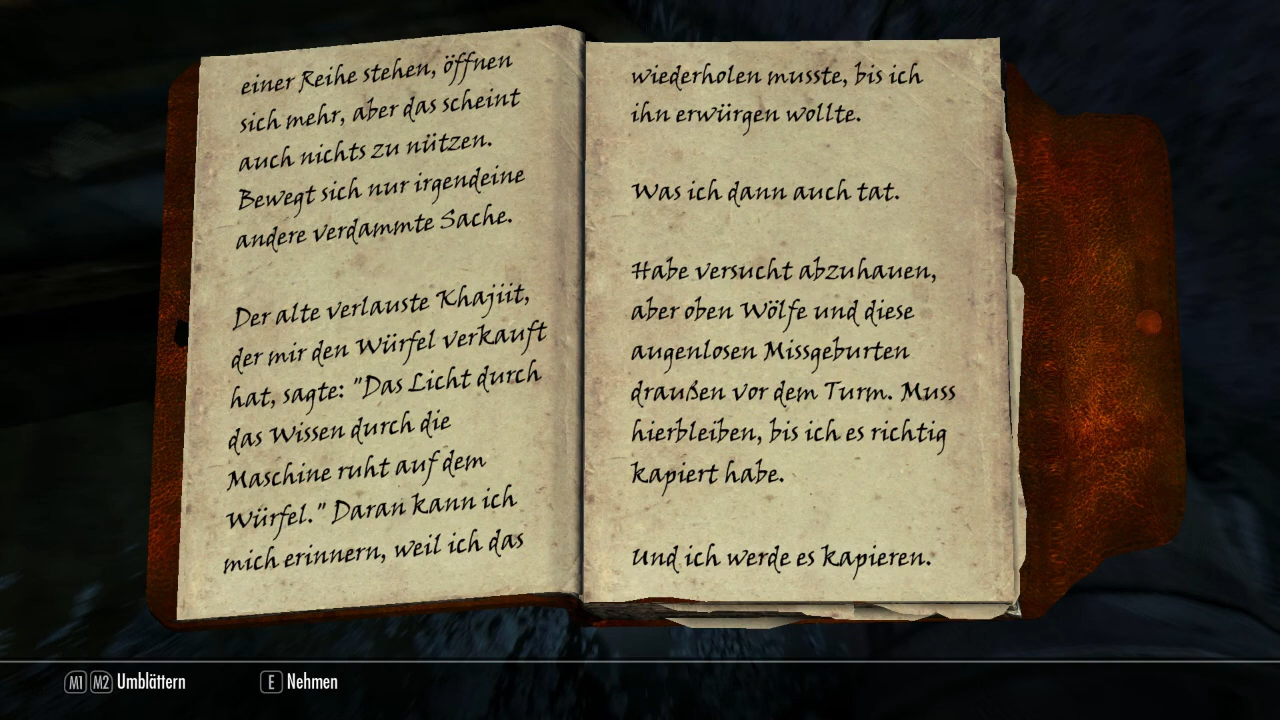 einer Reihe stehen, öffnen
sich mehr, aber das scheint
auch nichts zu nützen.
Bewegt sich nur irgendeine
andere verdammte Sache.
Der alte verlauste Khajiit,
der mir den Würfel verkauft
hat, sagte: "Das Licht durch
das Wissen durch die
Maschine ruht auf dem
Würfel." Daran kann ich
mich erinnern, weil ich das
wiederholen musste, bis ich
ihn erwürgen wollte.
Was ich dann auch tat.
Habe versucht abzuhauen,
aber oben Wölfe und diese
augenlosen Missgeburten
draußen vor dem Turm. Muss
hierbleiben, bis ich es richtig
kapiert habe.
Und ich werde es kapieren.
M1 M2 Umblättern
E Nehmen